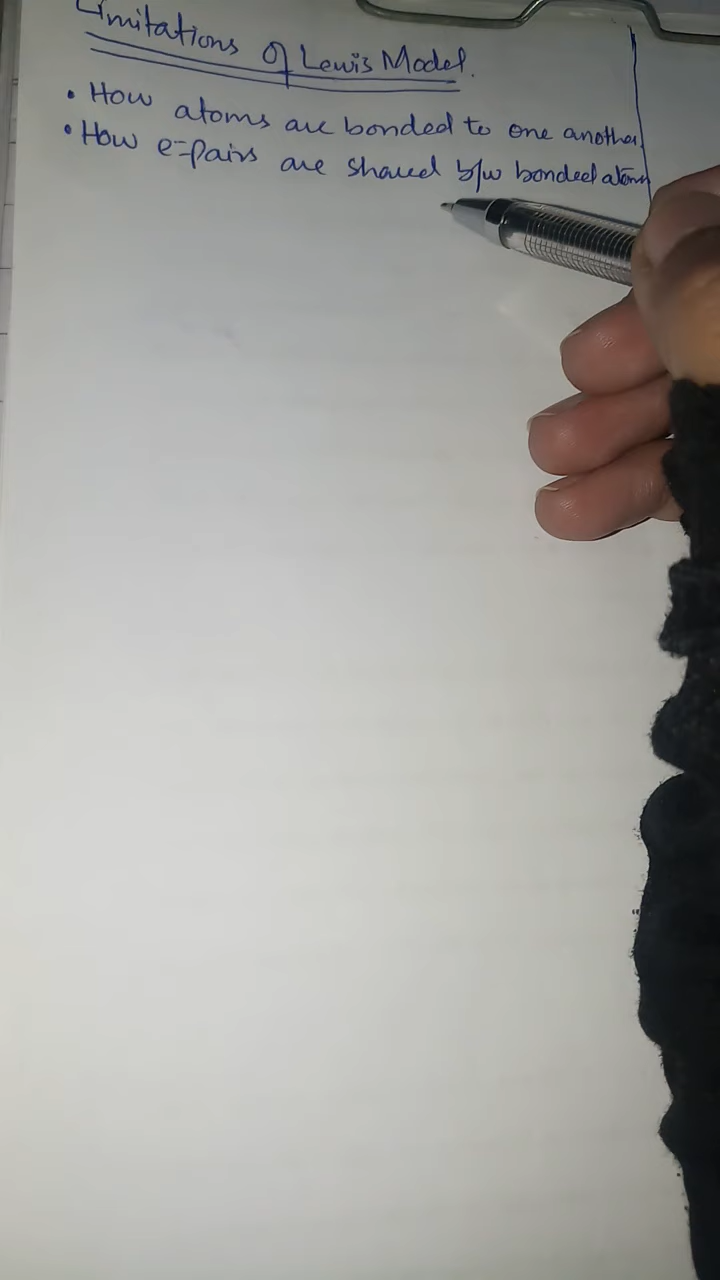 Limitations of Lewis Model.
• How atoms are bonded to one another
• How e⁻pairs are shared b/w bonded atoms